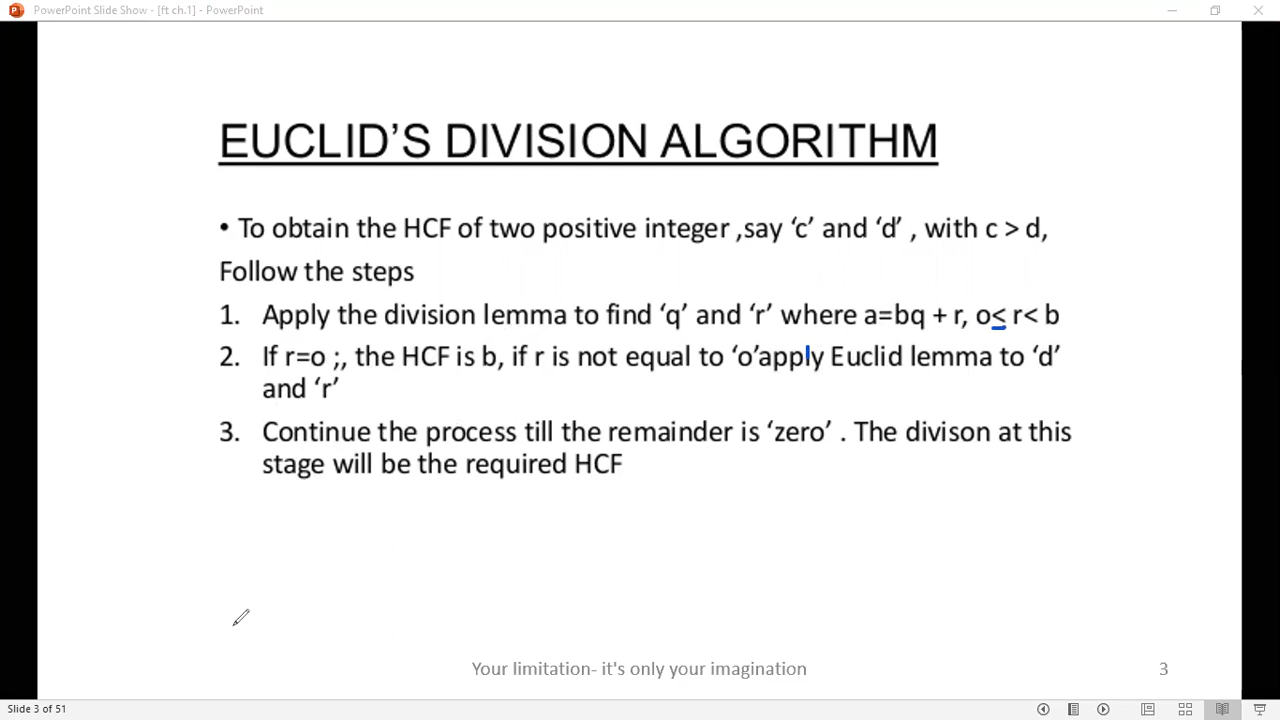 PowerPoint Slide Show - [ft ch.1] - PowerPoint
EUCLID’S DIVISION ALGORITHM
• To obtain the HCF of two positive integer ,say ‘c’ and ‘d’ , with c > d,
Follow the steps
1. Apply the division lemma to find ‘q’ and ‘r’ where a=bq + r, o≤ r< b
2. If r=o ;, the HCF is b, if r is not equal to ‘o’apply Euclid lemma to ‘d’
and ‘r’
3. Continue the process till the remainder is ‘zero’ . The divison at this
stage will be the required HCF
Your limitation- it's only your imagination
3
Slide 3 of 51